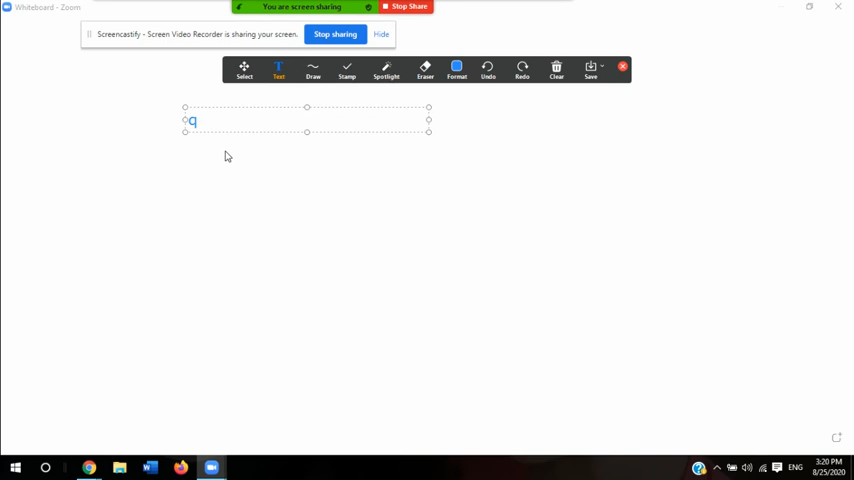 Whiteboard - Zoom
You are screen sharing
Stop Share
Screencastify - Screen Video Recorder is sharing your screen.
Stop sharing
Hide
Select
Text
Draw
Stamp
Spotlight
Eraser
Format
Undo
Redo
Clear
Save
q
ENG
3:20 PM
8/25/2020